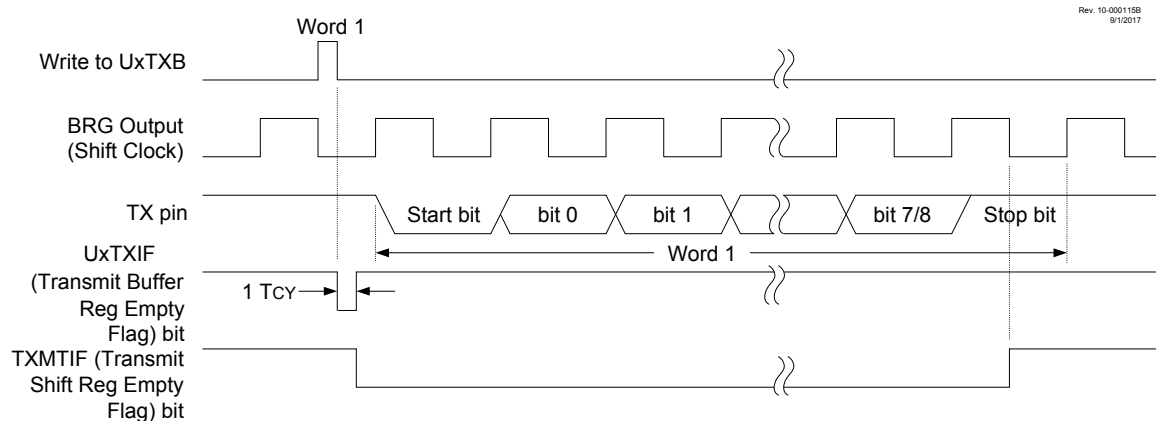 Rev. 10-000115B
9/1/2017
Word 1
Write to UxTXB
BRG Output
(Shift Clock)
TX pin
Start bit
bit 0
bit 1
bit 7/8
Stop bit
Word 1
UxTXIF
(Transmit Buffer
Reg Empty
Flag) bit
1 TCY
TXMTIF (Transmit
Shift Reg Empty
Flag) bit